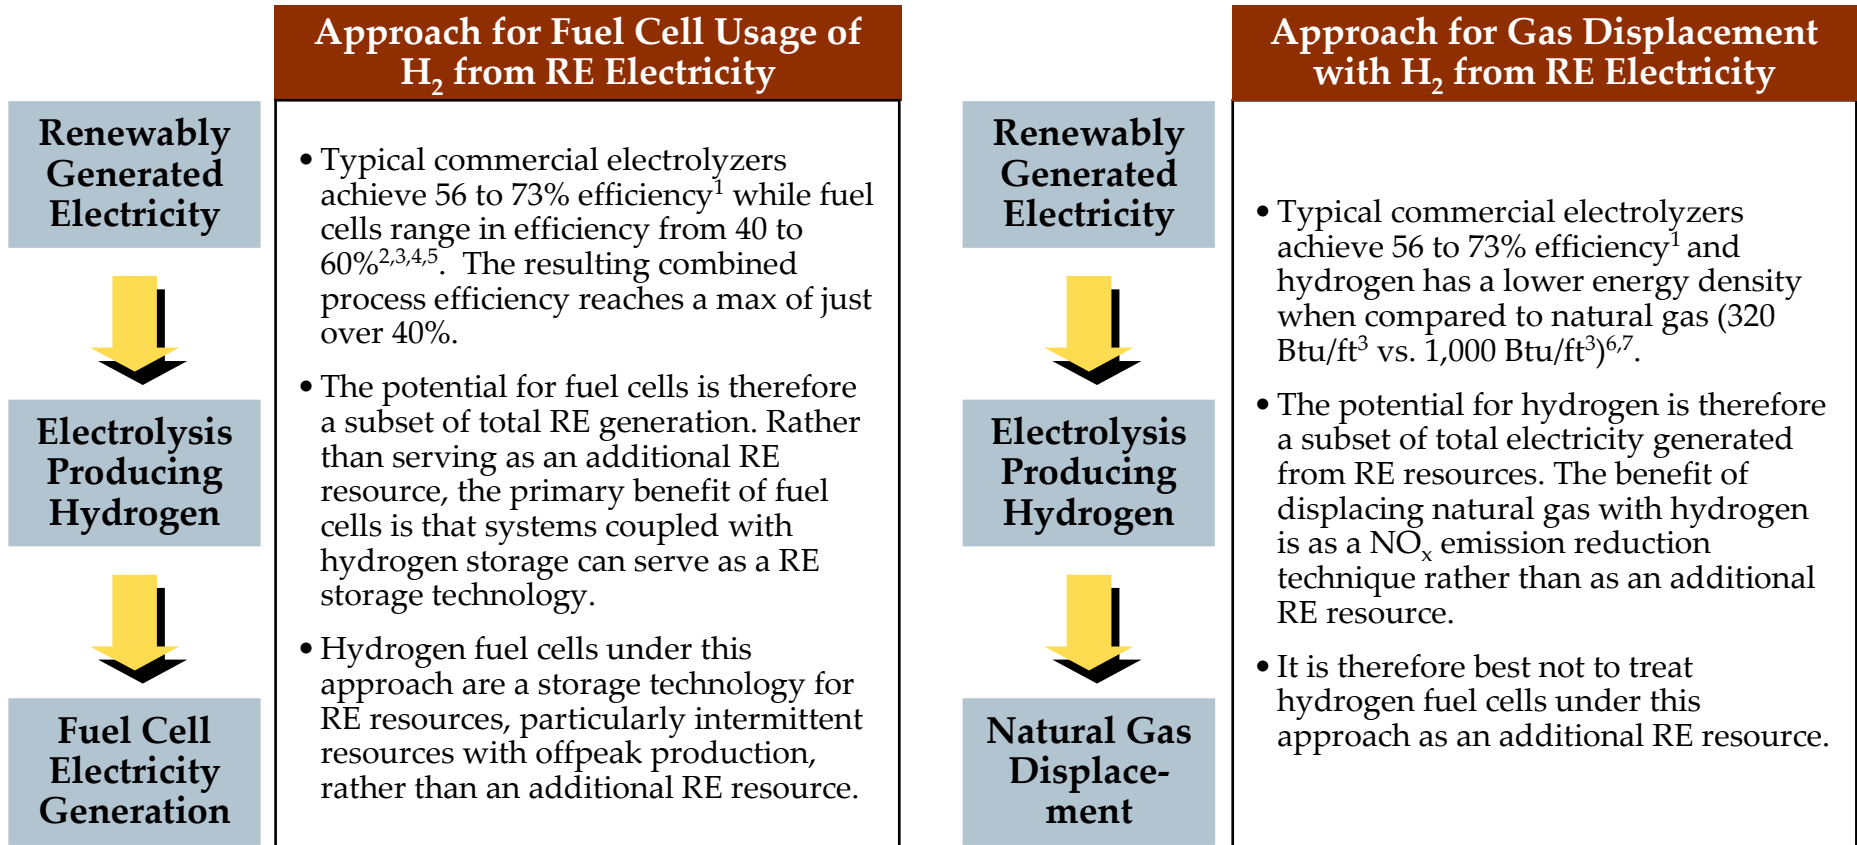 Approach for Fuel Cell Usage of
H₂ from RE Electricity
Renewably
Generated
Electricity
Electrolysis
Producing
Hydrogen
Fuel Cell
Electricity
Generation
• Typical commercial electrolyzers
achieve 56 to 73% efficiency¹ while fuel
cells range in efficiency from 40 to
60%²,³,⁴,⁵.  The resulting combined
process efficiency reaches a max of just
over 40%.
• The potential for fuel cells is therefore
a subset of total RE generation. Rather
than serving as an additional RE
resource, the primary benefit of fuel
cells is that systems coupled with
hydrogen storage can serve as a RE
storage technology.
• Hydrogen fuel cells under this
approach are a storage technology for
RE resources, particularly intermittent
resources with offpeak production,
rather than an additional RE resource.
Approach for Gas Displacement
with H₂ from RE Electricity
Renewably
Generated
Electricity
Electrolysis
Producing
Hydrogen
Natural Gas
Displace-
ment
• Typical commercial electrolyzers
achieve 56 to 73% efficiency¹ and
hydrogen has a lower energy density
when compared to natural gas (320
Btu/ft³ vs. 1,000 Btu/ft³)⁶,⁷.
• The potential for hydrogen is therefore
a subset of total electricity generated
from RE resources. The benefit of
displacing natural gas with hydrogen
is as a NOₓ emission reduction
technique rather than as an additional
RE resource.
• It is therefore best not to treat
hydrogen fuel cells under this
approach as an additional RE resource.